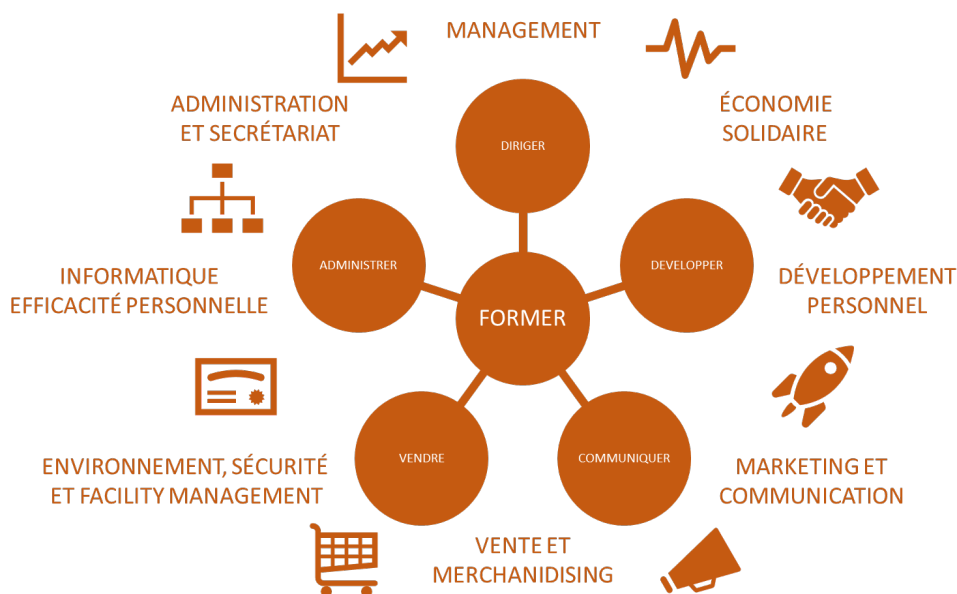 MANAGEMENT
ADMINISTRATION
ET SECRÉTARIAT
ÉCONOMIE
SOLIDAIRE
DIRIGER
ADMINISTRER
DEVELOPPER
INFORMATIQUE
EFFICACITÉ PERSONNELLE
FORMER
DÉVELOPPEMENT
PERSONNEL
VENDRE
COMMUNIQUER
ENVIRONNEMENT, SÉCURITÉ
ET FACILITY MANAGEMENT
MARKETING ET
COMMUNICATION
VENTE ET
MERCHANIDISING